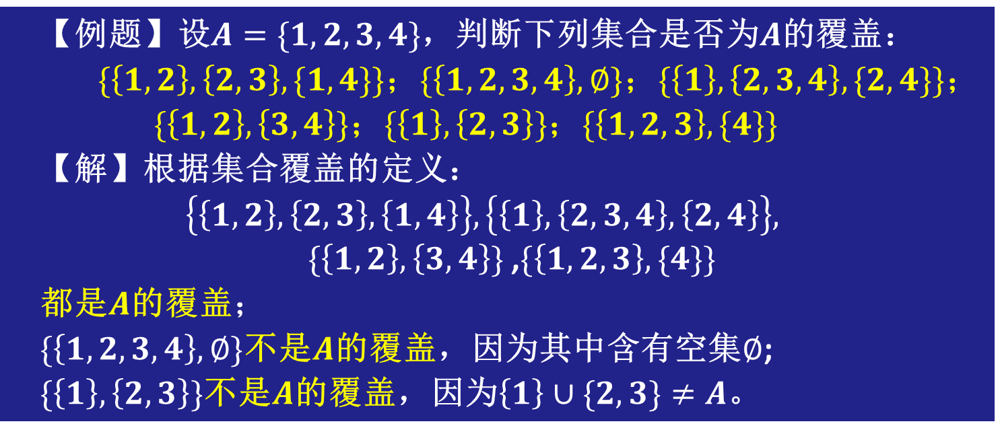 【例题】设A = {1, 2, 3, 4}，判断下列集合是否为A的覆盖：
{{1, 2}, {2, 3}, {1, 4}}；{{1, 2, 3, 4}, ∅}；{{1}, {2, 3, 4}, {2, 4}}；
{{1, 2}, {3, 4}}；{{1}, {2, 3}}；{{1, 2, 3}, {4}}
【解】根据集合覆盖的定义：
{{1, 2}, {2, 3}, {1, 4}}, {{1}, {2, 3, 4}, {2, 4}},
{{1, 2}, {3, 4}} ,{{1, 2, 3}, {4}}
都是A的覆盖；
{{1, 2, 3, 4}, ∅}不是A的覆盖，因为其中含有空集∅;
{{1}, {2, 3}}不是A的覆盖，因为{1} ∪ {2, 3} ≠ A。